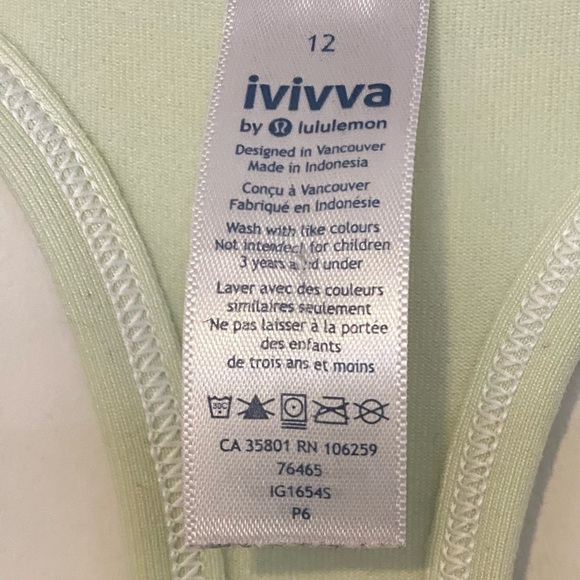 12
ivivva
by lululemon
Designed in Vancouver
Made in Indonesia
Conçu à Vancouver
Fabriqué en Indonésie
Wash with like colours
Not intended for children
3 years and under
Laver avec des couleurs
similaires seulement
Ne pas laisser à la portée
des enfants
de trois ans et moins
30C
CA 35801 RN 106259
76465
IG1654S
P6